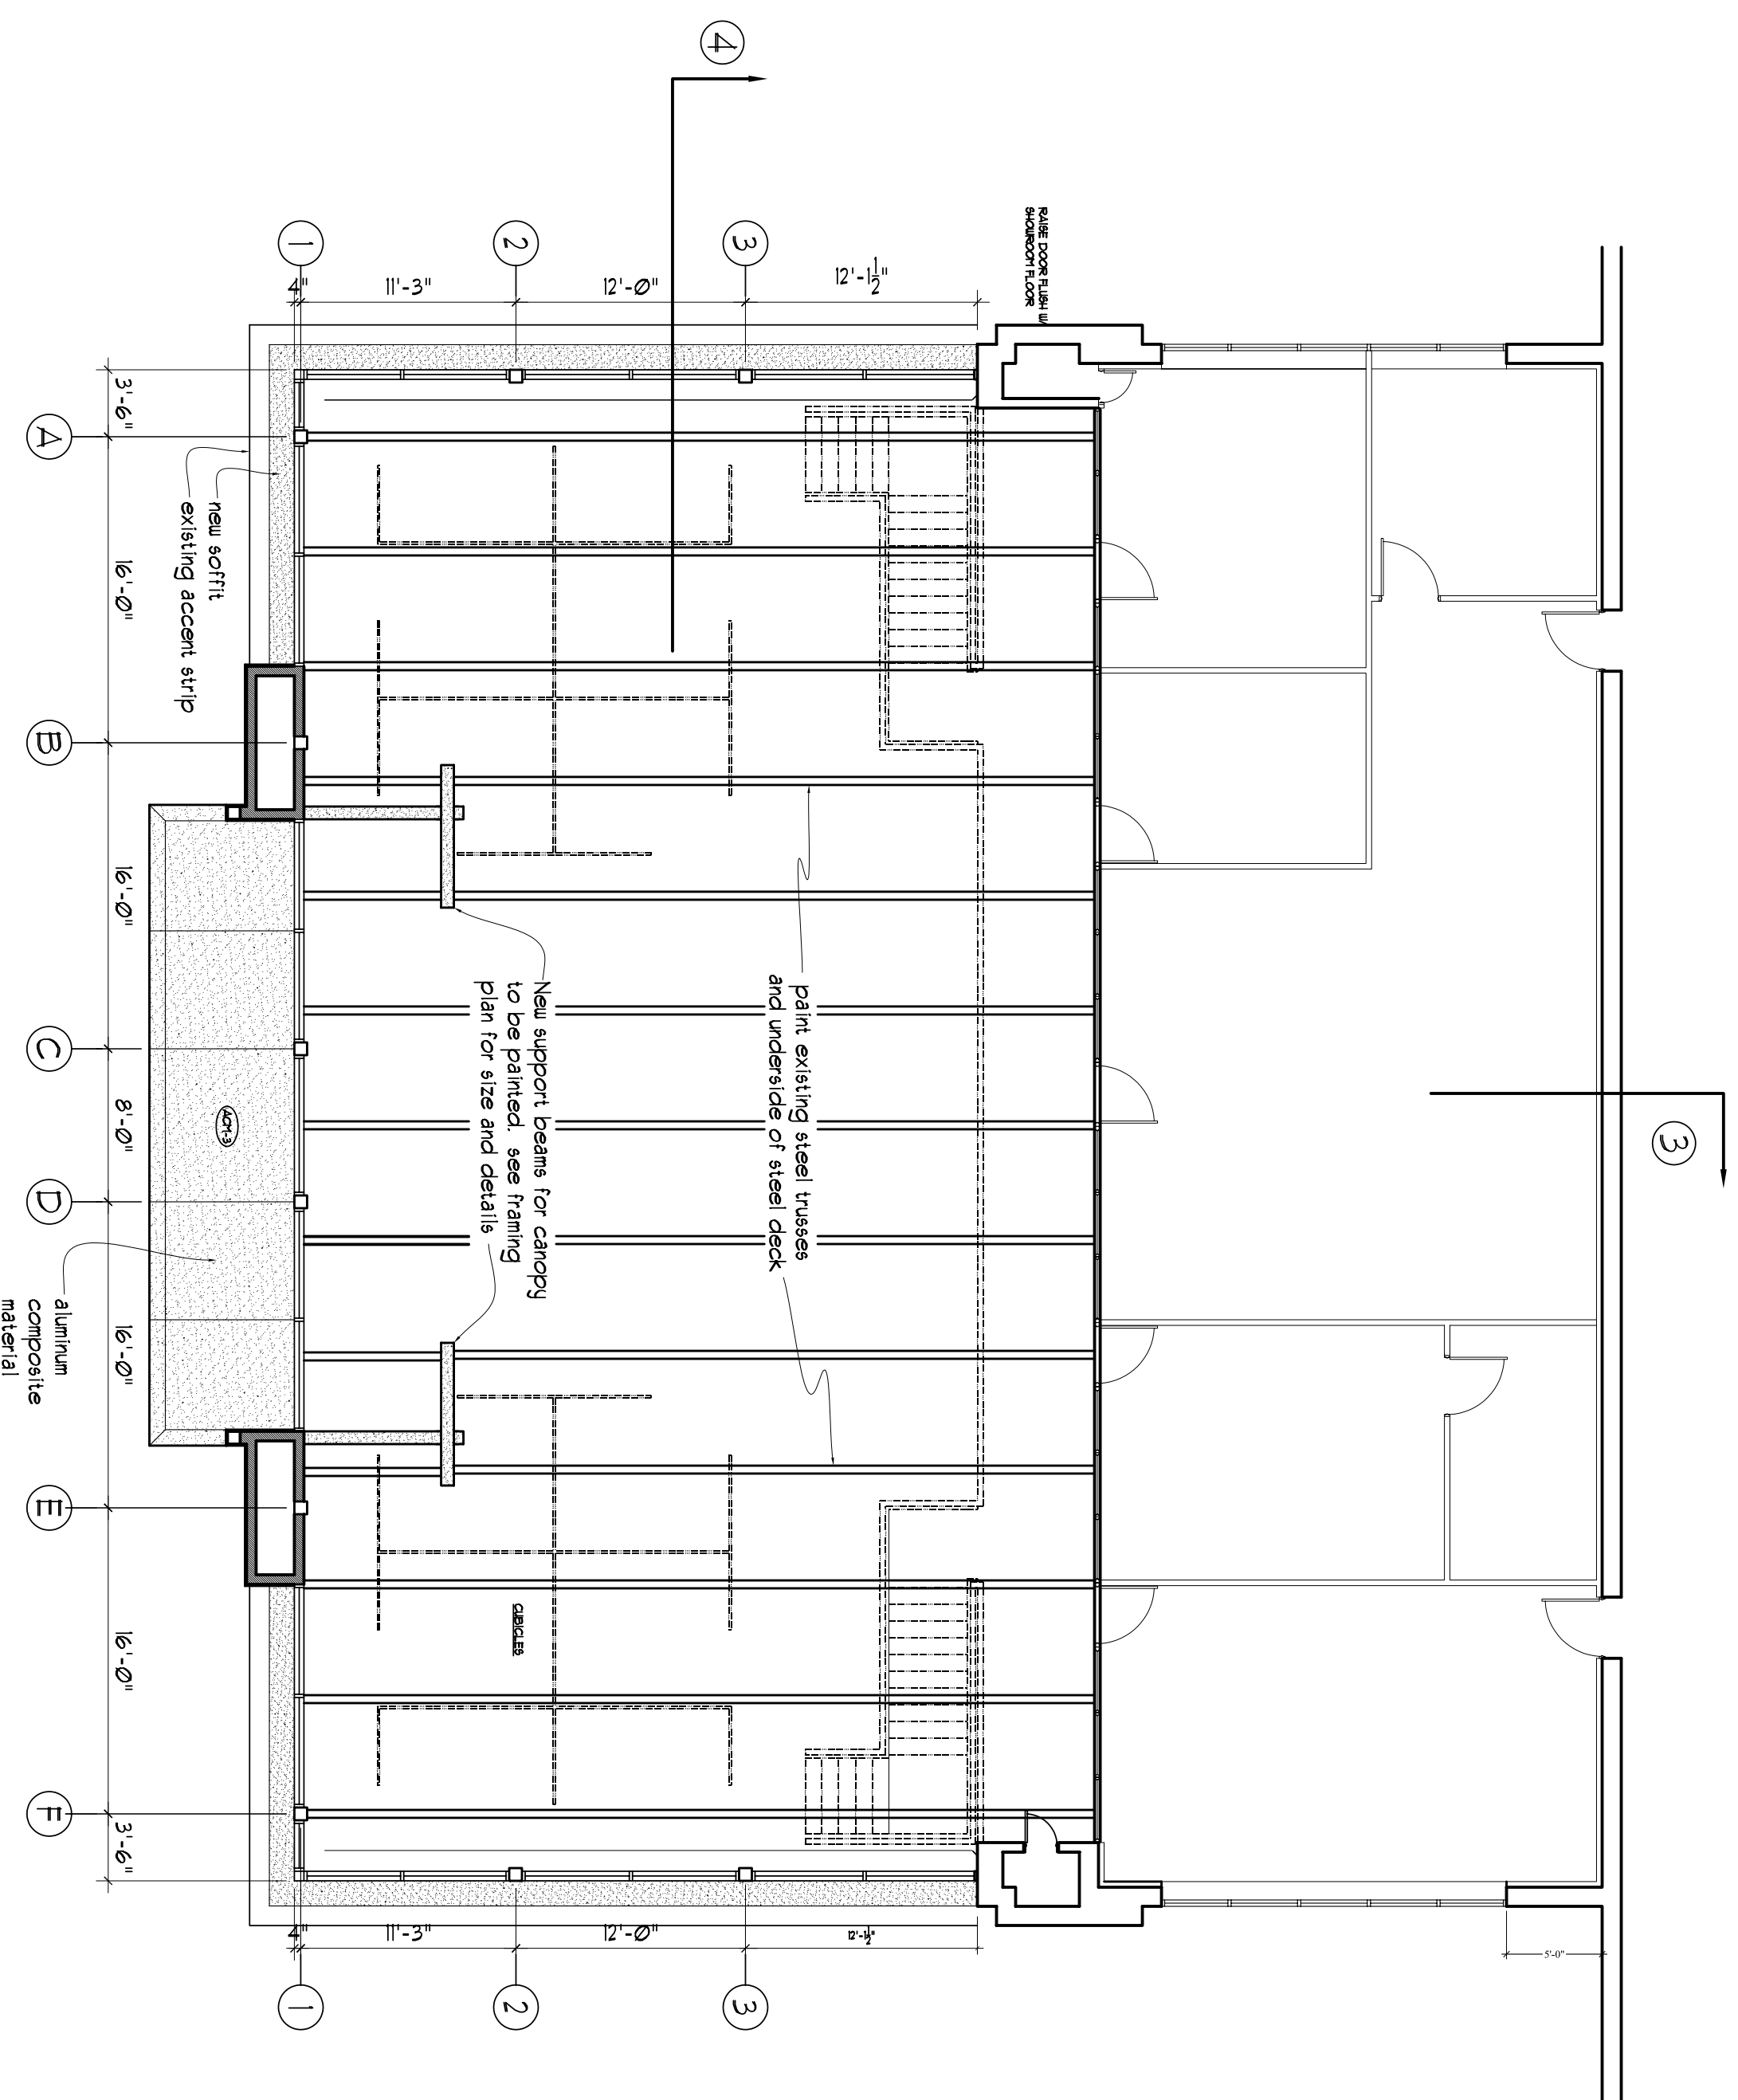 4
3
RAISE DOOR FLUSH W/
SHOWROOM FLOOR
1
2
3
4"
11'-3"
12'-0"
12'-1 1/2"
paint existing steel trusses
and underside of steel deck
New support beams for canopy
to be painted. see framing
plan for size and details
CUBICLES
new soffit
existing accent strip
ACM-3
aluminum
composite
material
3'-6"
16'-0"
16'-0"
8'-0"
16'-0"
16'-0"
3'-6"
A
B
C
D
E
F
4"
11'-3"
12'-0"
12'-1 1/2"
5'-0"
1
2
3